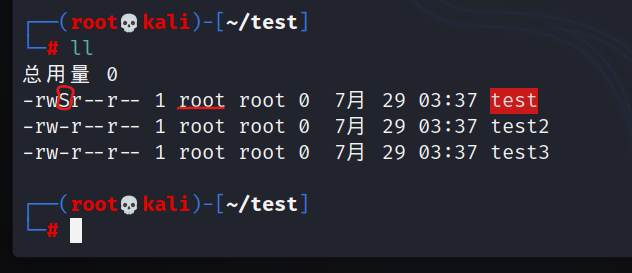 ┌──(root💀kali)-[~/test]
└─# ll
总用量 0
-rwSr--r-- 1 root root 0 7月 29 03:37 test
-rw-r--r-- 1 root root 0 7月 29 03:37 test2
-rw-r--r-- 1 root root 0 7月 29 03:37 test3
┌──(root💀kali)-[~/test]
└─#